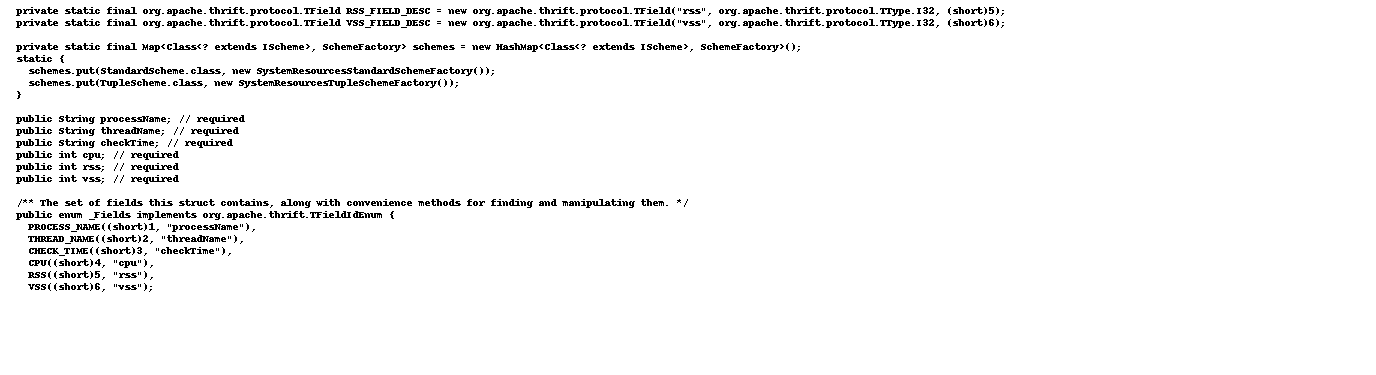 private static final org.apache.thrift.protocol.TField RSS_FIELD_DESC = new org.apache.thrift.protocol.TField("rss", org.apache.thrift.protocol.TType.I32, (short)5);
private static final org.apache.thrift.protocol.TField VSS_FIELD_DESC = new org.apache.thrift.protocol.TField("vss", org.apache.thrift.protocol.TType.I32, (short)6);
private static final Map<Class<? extends IScheme>, SchemeFactory> schemes = new HashMap<Class<? extends IScheme>, SchemeFactory>();
static {
schemes.put(StandardScheme.class, new SystemResourcesStandardSchemeFactory());
schemes.put(TupleScheme.class, new SystemResourcesTupleSchemeFactory());
}
public String processName; // required
public String threadName; // required
public String checkTime; // required
public int cpu; // required
public int rss; // required
public int vss; // required
/** The set of fields this struct contains, along with convenience methods for finding and manipulating them. */
public enum _Fields implements org.apache.thrift.TFieldIdEnum {
PROCESS_NAME((short)1, "processName"),
THREAD_NAME((short)2, "threadName"),
CHECK_TIME((short)3, "checkTime"),
CPU((short)4, "cpu"),
RSS((short)5, "rss"),
VSS((short)6, "vss");